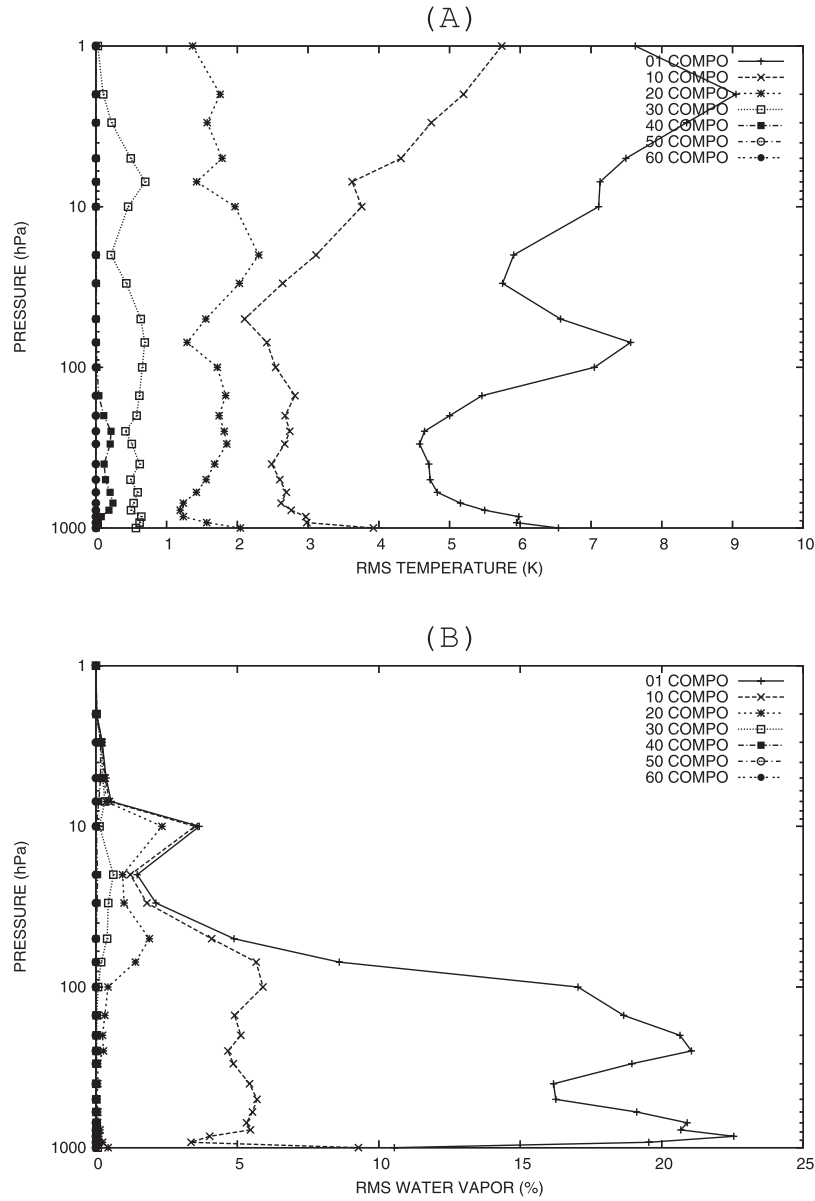 (A)
1
10
100
1000
PRESSURE (hPa)
01 COMPO
10 COMPO
20 COMPO
30 COMPO
40 COMPO
50 COMPO
60 COMPO
0 1 2 3 4 5 6 7 8 9 10
RMS TEMPERATURE (K)
(B)
1
10
100
1000
PRESSURE (hPa)
01 COMPO
10 COMPO
20 COMPO
30 COMPO
40 COMPO
50 COMPO
60 COMPO
0 5 10 15 20 25
RMS WATER VAPOR (%)